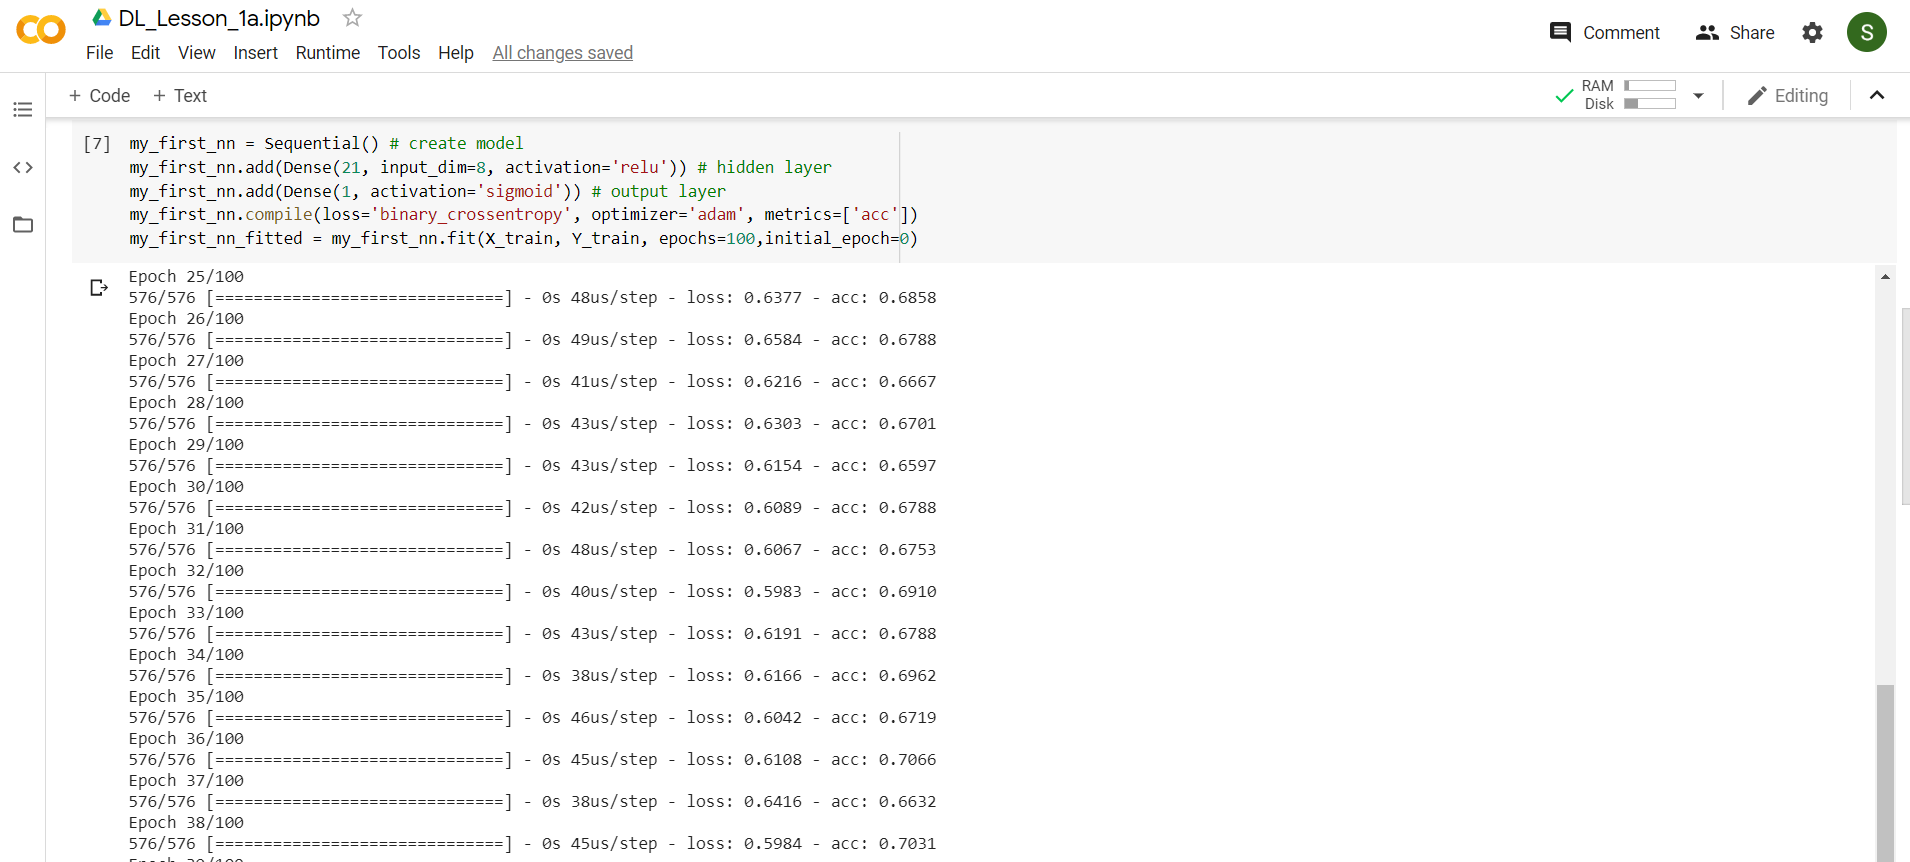 DL_Lesson_1a.ipynb
File Edit View Insert Runtime Tools Help All changes saved
Comment Share S
+ Code + Text
RAM
Disk
Editing
[7] my_first_nn = Sequential() # create model
my_first_nn.add(Dense(21, input_dim=8, activation='relu')) # hidden layer
my_first_nn.add(Dense(1, activation='sigmoid')) # output layer
my_first_nn.compile(loss='binary_crossentropy', optimizer='adam', metrics=['acc'])
my_first_nn_fitted = my_first_nn.fit(X_train, Y_train, epochs=100,initial_epoch=0)
Epoch 25/100
576/576 [==============================] - 0s 48us/step - loss: 0.6377 - acc: 0.6858
Epoch 26/100
576/576 [==============================] - 0s 49us/step - loss: 0.6584 - acc: 0.6788
Epoch 27/100
576/576 [==============================] - 0s 41us/step - loss: 0.6216 - acc: 0.6667
Epoch 28/100
576/576 [==============================] - 0s 43us/step - loss: 0.6303 - acc: 0.6701
Epoch 29/100
576/576 [==============================] - 0s 43us/step - loss: 0.6154 - acc: 0.6597
Epoch 30/100
576/576 [==============================] - 0s 42us/step - loss: 0.6089 - acc: 0.6788
Epoch 31/100
576/576 [==============================] - 0s 48us/step - loss: 0.6067 - acc: 0.6753
Epoch 32/100
576/576 [==============================] - 0s 40us/step - loss: 0.5983 - acc: 0.6910
Epoch 33/100
576/576 [==============================] - 0s 43us/step - loss: 0.6191 - acc: 0.6788
Epoch 34/100
576/576 [==============================] - 0s 38us/step - loss: 0.6166 - acc: 0.6962
Epoch 35/100
576/576 [==============================] - 0s 46us/step - loss: 0.6042 - acc: 0.6719
Epoch 36/100
576/576 [==============================] - 0s 45us/step - loss: 0.6108 - acc: 0.7066
Epoch 37/100
576/576 [==============================] - 0s 38us/step - loss: 0.6416 - acc: 0.6632
Epoch 38/100
576/576 [==============================] - 0s 45us/step - loss: 0.5984 - acc: 0.7031
Epoch 39/100